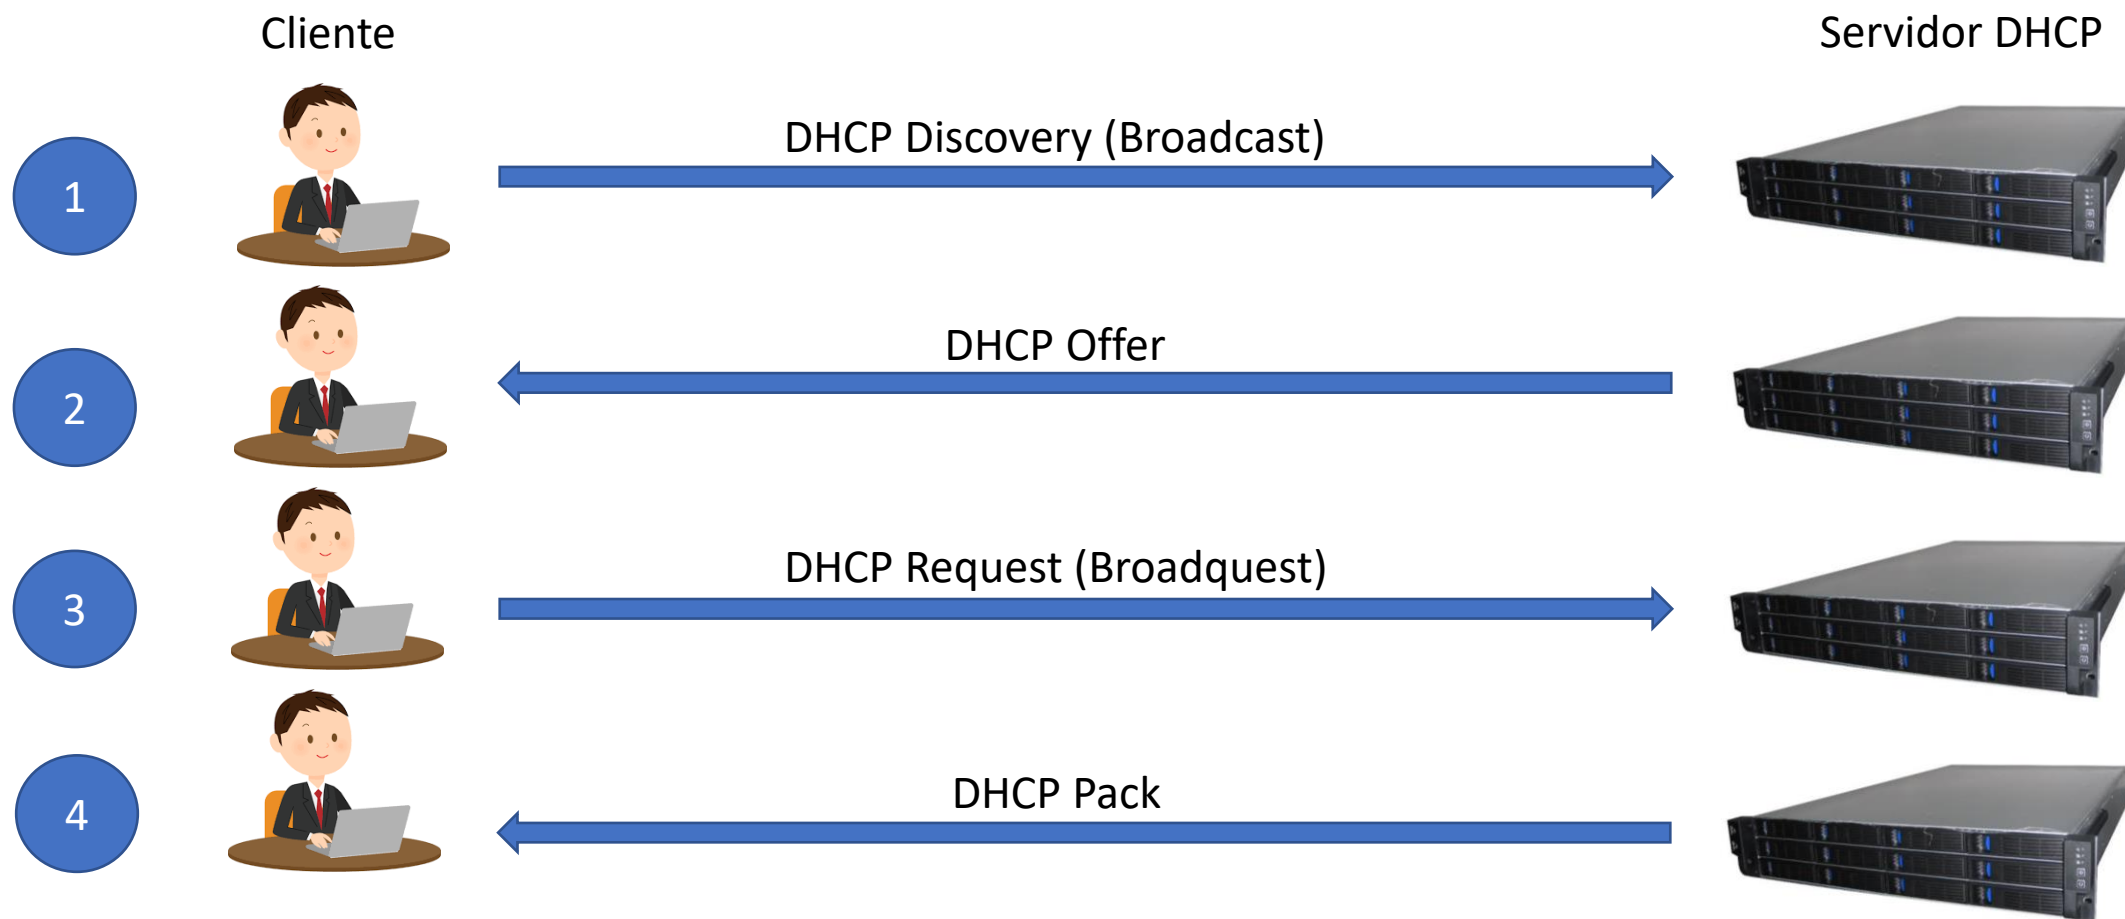 Cliente
Servidor DHCP
1
DHCP Discovery (Broadcast)
2
DHCP Offer
3
DHCP Request (Broadquest)
4
DHCP Pack